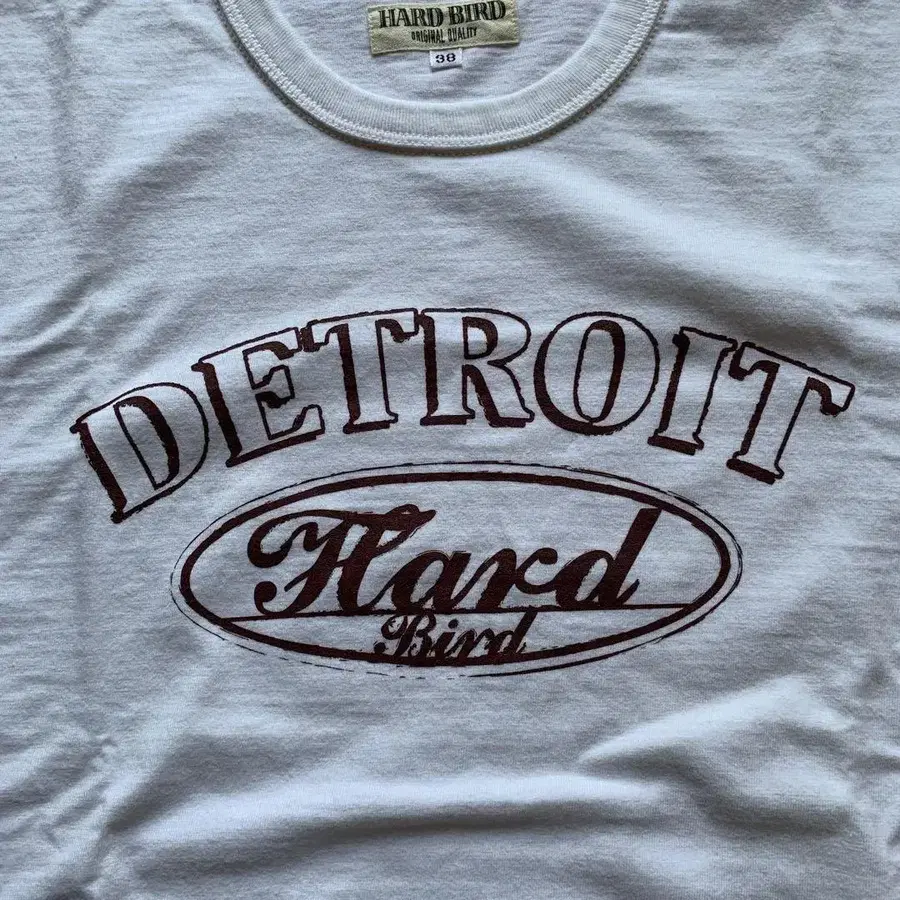 HARD BIRD
ORIGINAL QUALITY
38
DETROIT
Hard
Bird